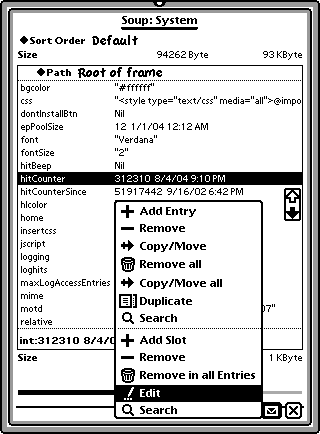 Soup: System
◆Sort Order Default
Size 94262 Byte 93 KByte
◆Path Root of frame
bgcolor "#ffffff"
css "<style type="text/css" media="all">@impo
dontInstallBtn Nil
epPoolSize 12 1/1/04 12:12 AM
font "Verdana"
fontSize "2"
hitBeep Nil
hitCounter 312310 8/4/04 9:10 PM
hitCounterSince 51917442 9/16/02 6:42 PM
hlcolor
home
insertcss
jscript
logging
loghits
maxLogAccessEntries
mime
motd 07"
relative
int:312310 8/4/0
Size 1 KByte
Add Entry
Remove
Copy/Move
Remove all
Copy/Move all
Duplicate
Search
Add Slot
Remove
Remove in all Entries
Edit
Search